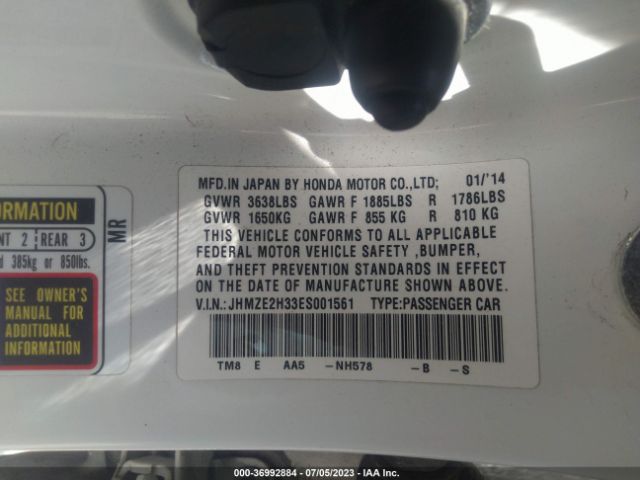 MFD.IN JAPAN BY HONDA MOTOR CO.,LTD; 01/'14
GVWR 3638LBS GAWR F 1885LBS R 1786LBS
GVWR 1650KG GAWR F 855 KG R 810 KG
THIS VEHICLE CONFORMS TO ALL APPLICABLE
FEDERAL MOTOR VEHICLE SAFETY ,BUMPER,
AND THEFT PREVENTION STANDARDS IN EFFECT
ON THE DATE OF MANUFACTURE SHOWN ABOVE.
V.I.N.: JHMZE2H33ES001561 TYPE:PASSENGER CAR
TM8 E AA5 -NH578 -B -S
ORMATION
NT 2 REAR 3
d 385kg or 850lbs.
SEE OWNER'S
MANUAL FOR
ADDITIONAL
INFORMATION
MR
000-36992884 / 07/05/2023 - IAA Inc.